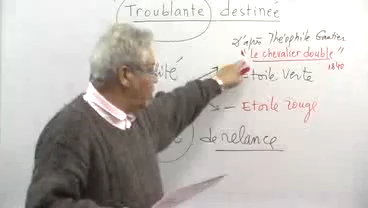 Troublante destinée
D'après Théophile Gautier
"Le chevalier double"
1840
Etoile Verte
Etoile rouge
de relance